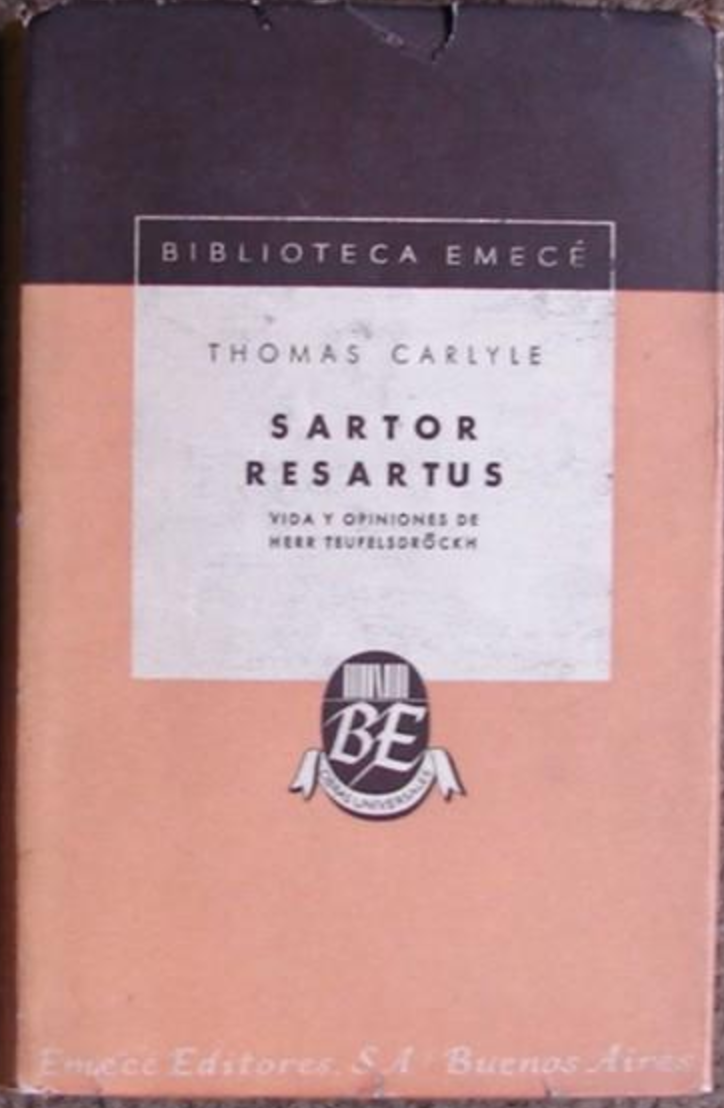 BIBLIOTECA EMECÉ
THOMAS CARLYLE
SARTOR
RESARTUS
VIDA Y OPINIONES DE
HERR TEUFELSDRÖCKH
BE
OBRAS UNIVERSALES
Emecé Editores, S.A. Buenos Aires